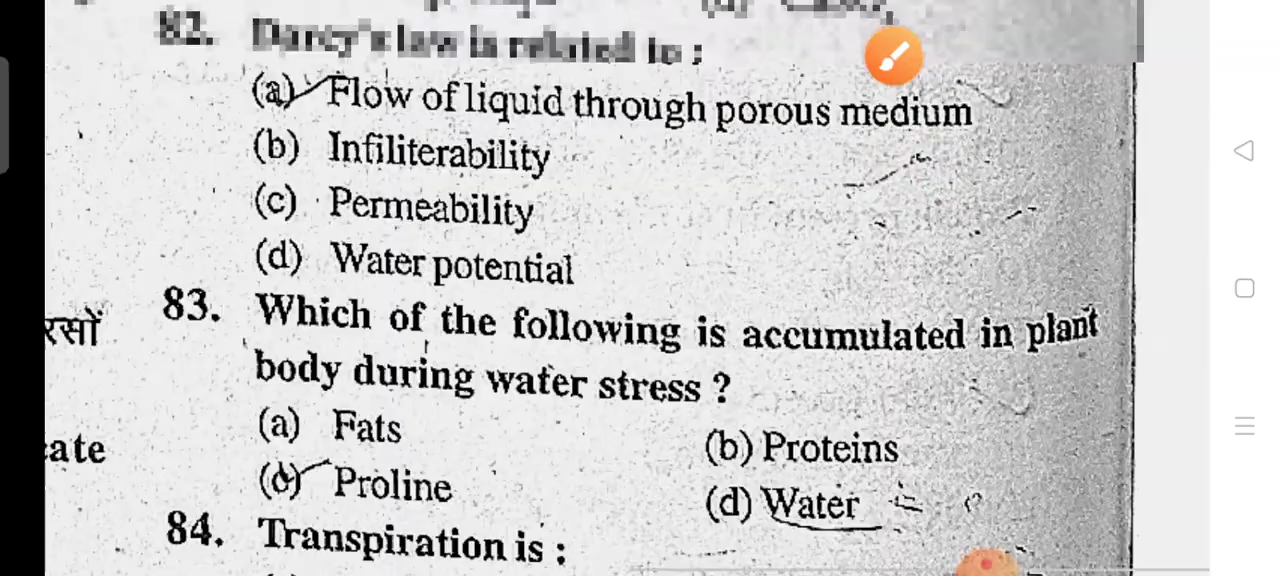 82. Darcy's law is related to :
(a) Flow of liquid through porous medium
(b) Infiliterability
(c) Permeability
(d) Water potential
83. Which of the following is accumulated in plant
body during water stress ?
(a) Fats
(b) Proteins
(c) Proline
(d) Water
84. Transpiration is :
रसों
ate